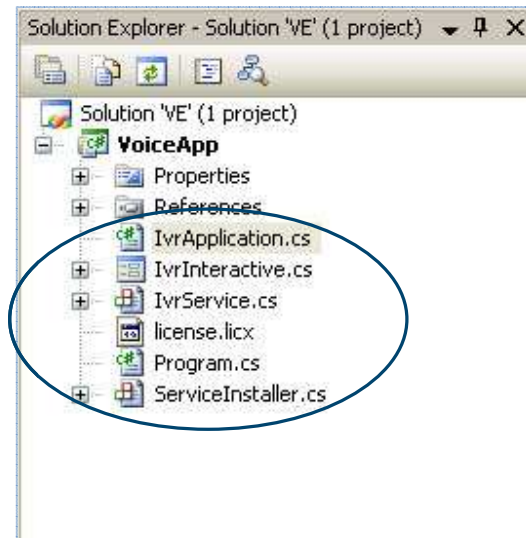 Solution Explorer - Solution 'VE' (1 project)
Solution 'VE' (1 project)
VoiceApp
Properties
References
IvrApplication.cs
IvrInteractive.cs
IvrService.cs
license.licx
Program.cs
ServiceInstaller.cs